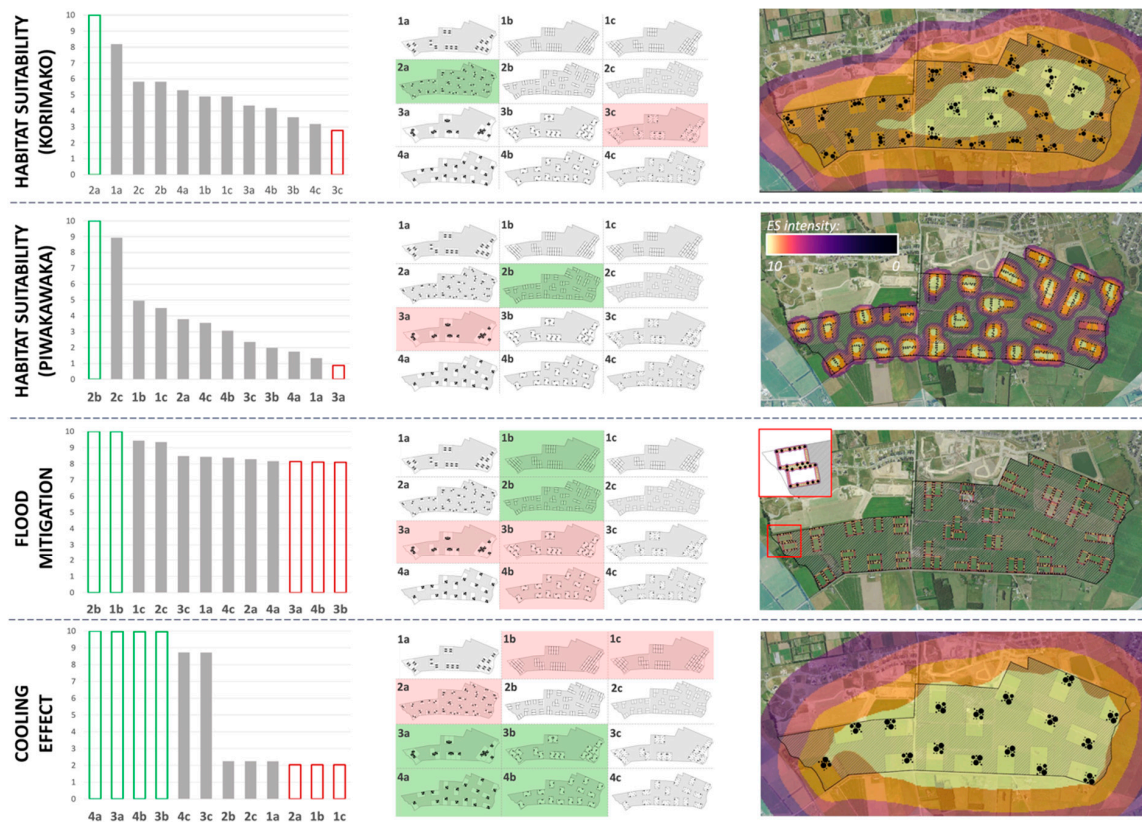 HABITAT SUITABILITY
(KORIMAKO)
10
9
8
7
6
5
4
3
2
1
0
2a 1a 2c 2b 4a 1b 1c 3a 4b 3b 4c 3c
1a 1b 1c
2a 2b 2c
3a 3b 3c
4a 4b 4c
HABITAT SUITABILITY
(PIWAKAWAKA)
10
9
8
7
6
5
4
3
2
1
0
2b 2c 1b 1c 2a 4c 4b 3c 3b 4a 1a 3a
1a 1b 1c
2a 2b 2c
3a 3b 3c
4a 4b 4c
ES intensity:
10 0
FLOOD
MITIGATION
10
9
8
7
6
5
4
3
2
1
0
2b 1b 1c 2c 3c 1a 4c 2a 4a 3a 4b 3b
1a 1b 1c
2a 2b 2c
3a 3b 3c
4a 4b 4c
COOLING
EFFECT
10
9
8
7
6
5
4
3
2
1
0
4a 3a 4b 3b 4c 3c 2b 2c 1a 2a 1b 1c
1a 1b 1c
2a 2b 2c
3a 3b 3c
4a 4b 4c